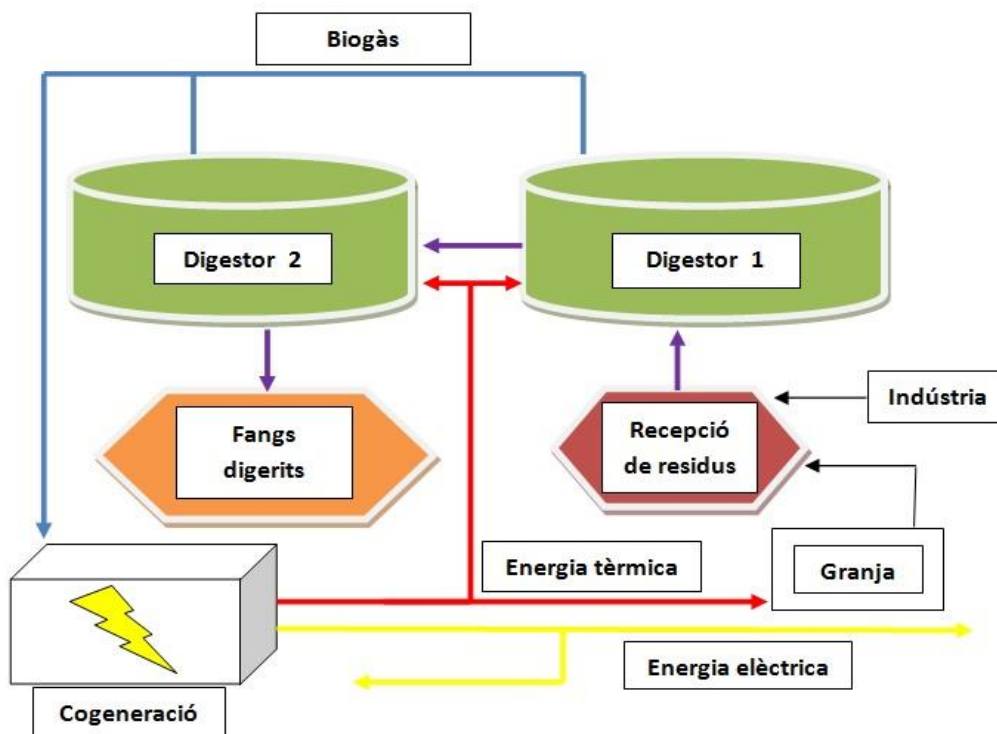 Biogàs
Digestor 2
Digestor 1
Fangs
digerits
Recepció
de residus
Indústria
Energia tèrmica
Granja
Energia elèctrica
Cogeneració